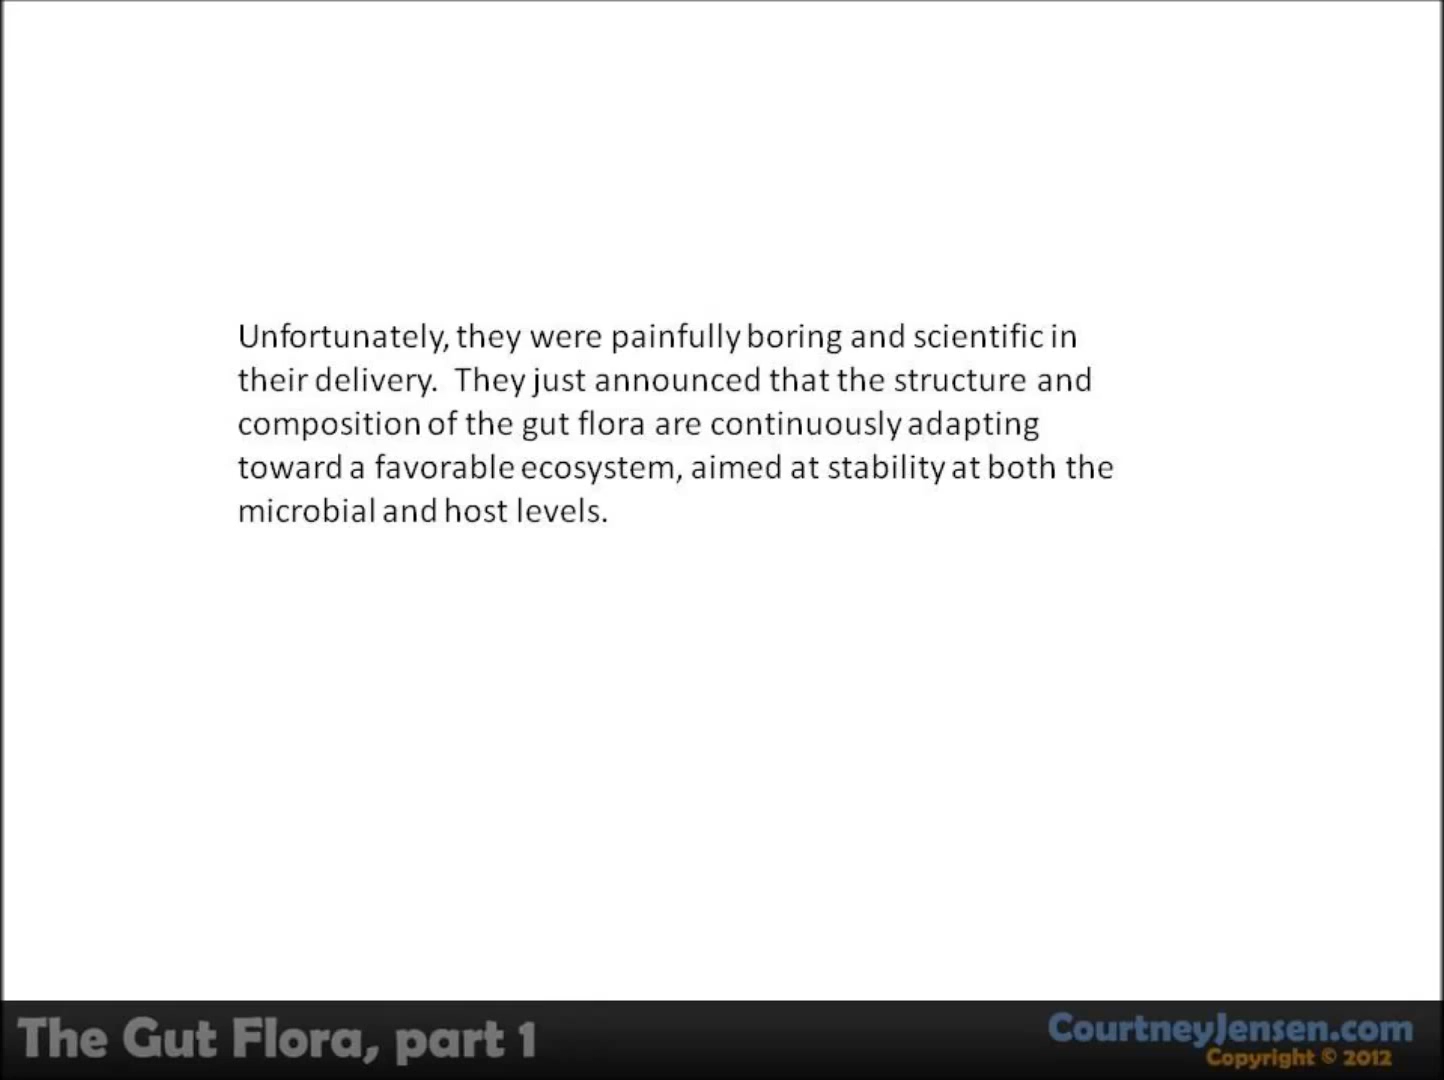 Unfortunately, they were painfully boring and scientific in
their delivery.  They just announced that the structure and
composition of the gut flora are continuously adapting
toward a favorable ecosystem, aimed at stability at both the
microbial and host levels.
The Gut Flora, part 1
CourtneyJensen.com
Copyright © 2012